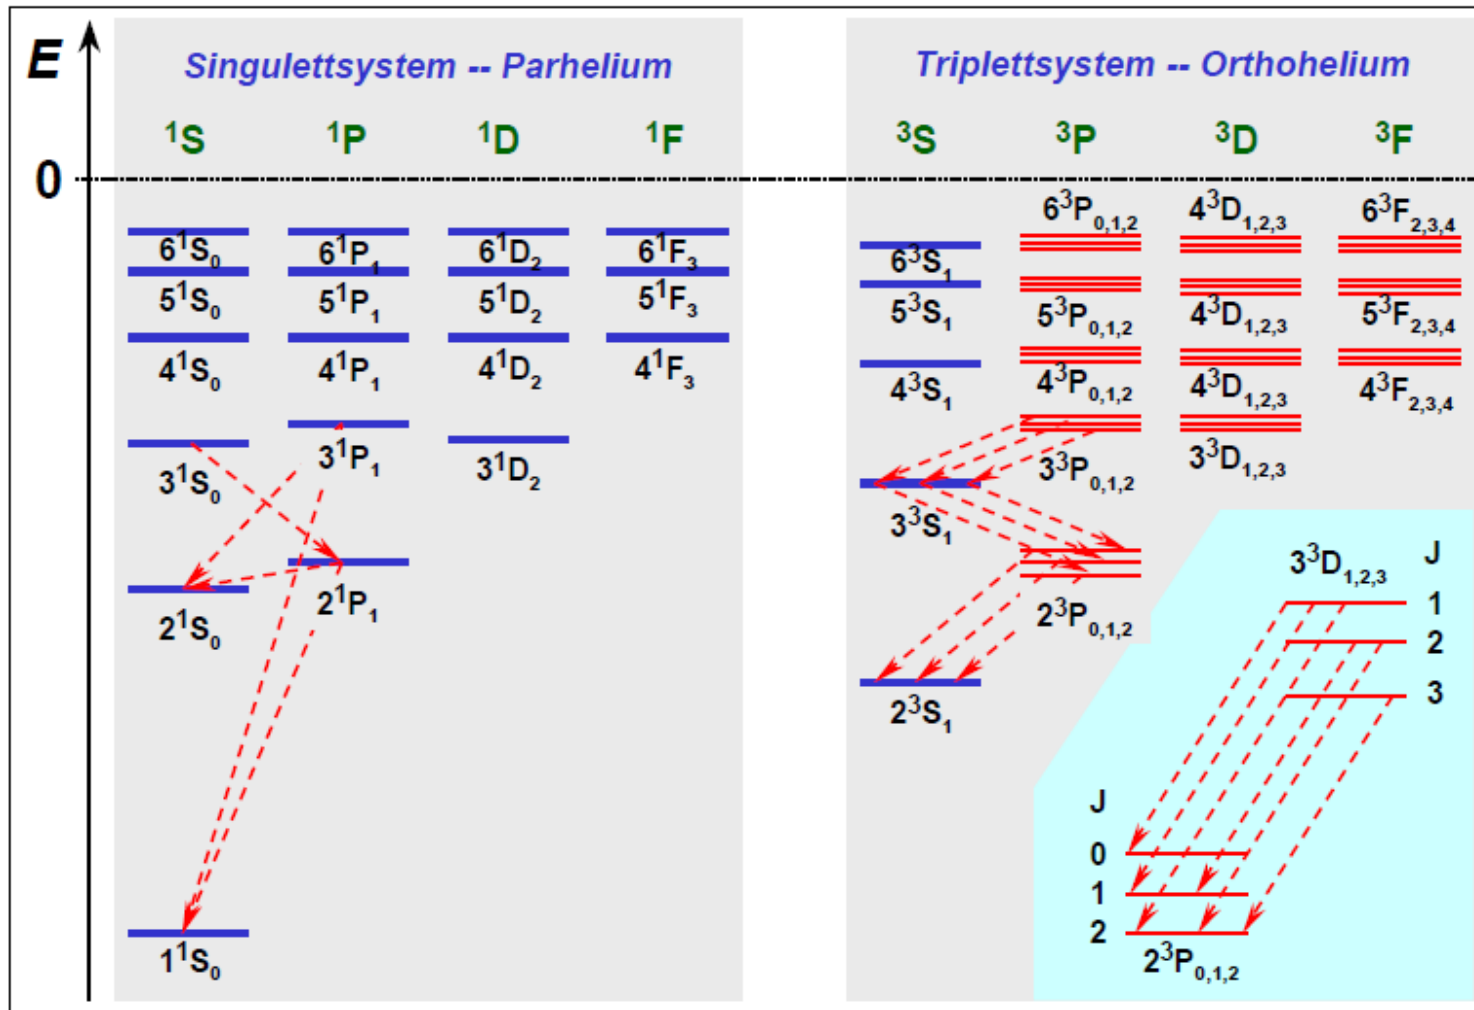 E
Singulettsystem -- Parhelium
Triplettsystem -- Orthohelium
¹S ¹P ¹D ¹F
³S ³P ³D ³F
0
6³P₀,₁,₂ 4³D₁,₂,₃ 6³F₂,₃,₄
6¹S₀ 6¹P₁ 6¹D₂ 6¹F₃
6³S₁
5¹S₀ 5¹P₁ 5¹D₂ 5¹F₃
5³S₁ 5³P₀,₁,₂ 4³D₁,₂,₃ 5³F₂,₃,₄
4¹S₀ 4¹P₁ 4¹D₂ 4¹F₃
4³S₁ 4³P₀,₁,₂ 4³D₁,₂,₃ 4³F₂,₃,₄
3¹S₀ 3¹P₁ 3¹D₂
3³P₀,₁,₂ 3³D₁,₂,₃
3³S₁
2¹S₀ 2¹P₁
2³P₀,₁,₂
2³S₁
1¹S₀
3³D₁,₂,₃ J
1
2
3
J
0
1
2
2³P₀,₁,₂